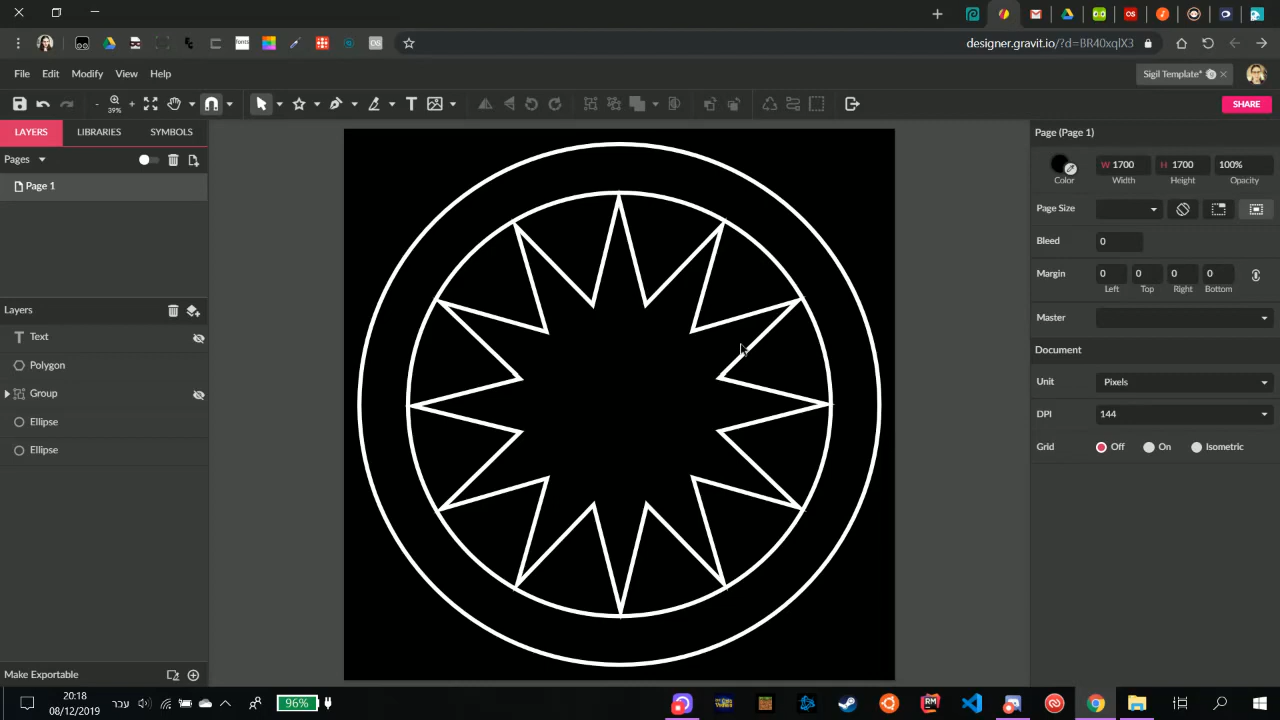 designer.gravit.io/?d=BR40xqlX3
File Edit Modify View Help
Sigil Template*
39%
SHARE
LAYERS LIBRARIES SYMBOLS
Pages
Page 1
Layers
Text
Polygon
Group
Ellipse
Ellipse
Make Exportable
Page (Page 1)
W 1700 H 1700 100%
Color Width Height Opacity
Page Size
Bleed 0
Margin 0 0 0 0
Left Top Right Bottom
Master
Document
Unit Pixels
DPI 144
Grid Off On Isometric
20:18
08/12/2019
עבר
96%